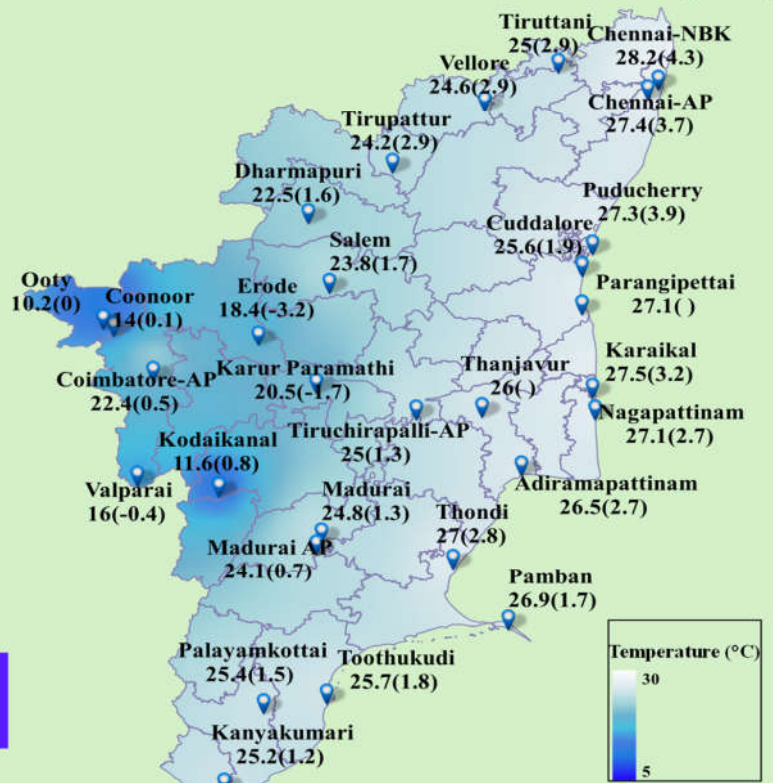 Tiruttani
25(2.9)
Chennai-NBK
28.2(4.3)
Vellore
24.6(2.9)
Chennai-AP
27.4(3.7)
Tirupattur
24.2(2.9)
Dharmapuri
22.5(1.6)
Puducherry
27.3(3.9)
Cuddalore
25.6(1.9)
Salem
23.8(1.7)
Ooty
10.2(0)
Coonoor
14(0.1)
Erode
18.4(-3.2)
Parangipettai
27.1( )
Coimbatore-AP
22.4(0.5)
Karur Paramathi
20.5(-1.7)
Thanjavur
26( )
Karaikal
27.5(3.2)
Nagapattinam
27.1(2.7)
Tiruchirapalli-AP
25(1.3)
Kodaikanal
11.6(0.8)
Valparai
16(-0.4)
Adiramapattinam
26.5(2.7)
Madurai
24.8(1.3)
Thondi
27(2.8)
Madurai AP
24.1(0.7)
Pamban
26.9(1.7)
Palayamkottai
25.4(1.5)
Toothukudi
25.7(1.8)
Kanyakumari
25.2(1.2)
Temperature (°C)
30
5